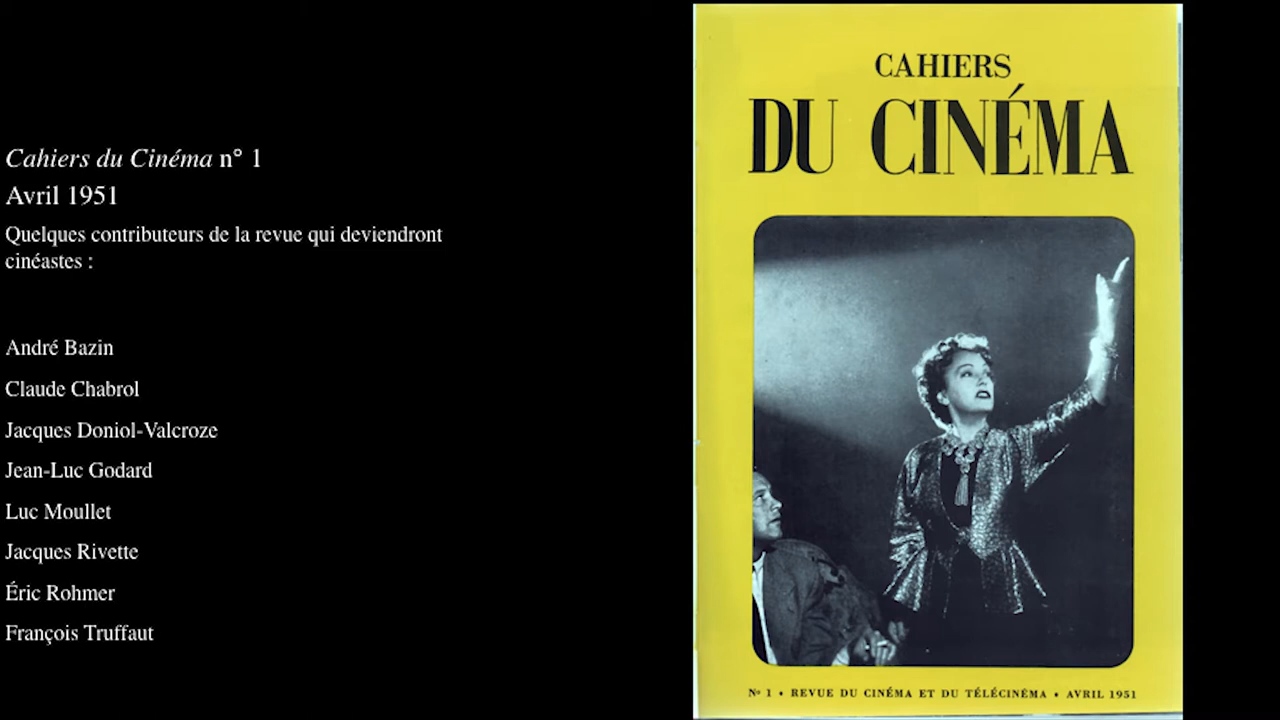 Cahiers du Cinéma n° 1
Avril 1951
Quelques contributeurs de la revue qui deviendront
cinéastes :
André Bazin
Claude Chabrol
Jacques Doniol-Valcroze
Jean-Luc Godard
Luc Moullet
Jacques Rivette
Éric Rohmer
François Truffaut
CAHIERS
DU CINÉMA
Nº 1 • REVUE DU CINÉMA ET DU TÉLÉCINÉMA • AVRIL 1951